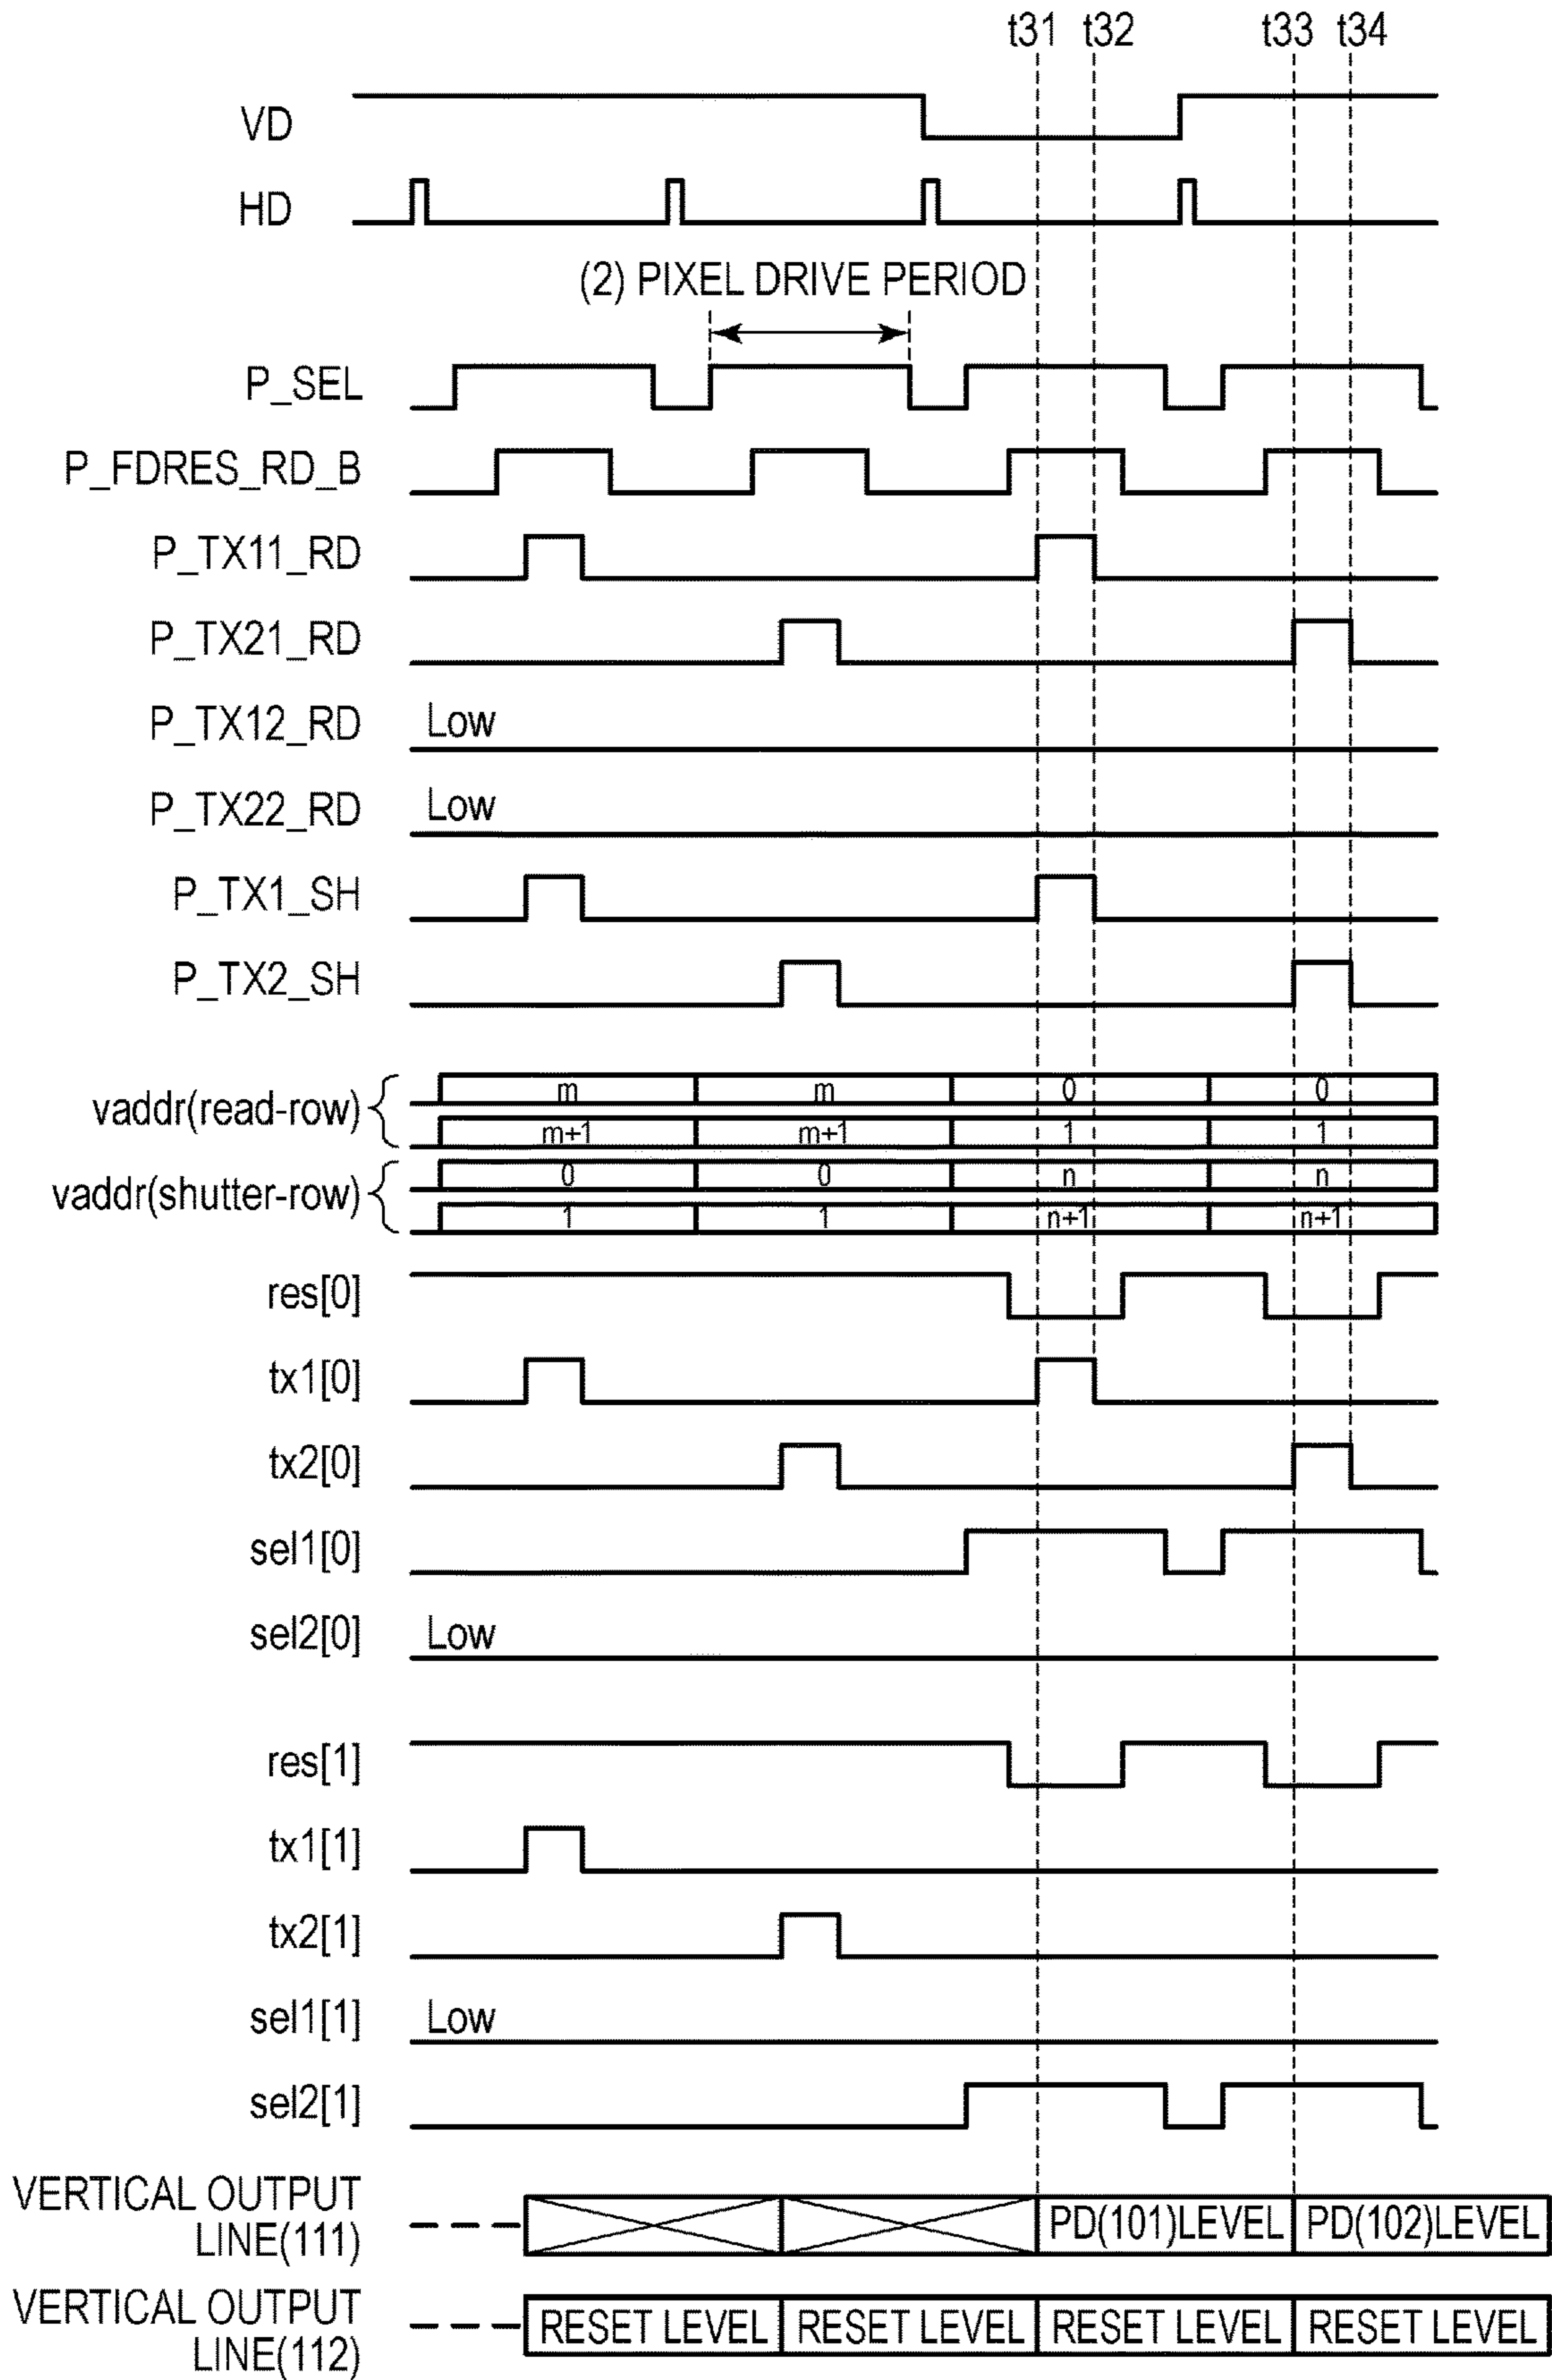 t31 t32 t33 t34
VD
HD
(2) PIXEL DRIVE PERIOD
P_SEL
P_FDRES_RD_B
P_TX11_RD
P_TX21_RD
P_TX12_RD Low
P_TX22_RD Low
P_TX1_SH
P_TX2_SH
m m 0 0
vaddr(read-row)
m+1 m+1 1 1
0 0 n n
vaddr(shutter-row)
1 1 n+1 n+1
res[0]
tx1[0]
tx2[0]
sel1[0]
sel2[0] Low
res[1]
tx1[1]
tx2[1]
sel1[1] Low
sel2[1]
VERTICAL OUTPUT
LINE(111)
PD(101)LEVEL PD(102)LEVEL
VERTICAL OUTPUT
LINE(112)
RESET LEVEL RESET LEVEL RESET LEVEL RESET LEVEL